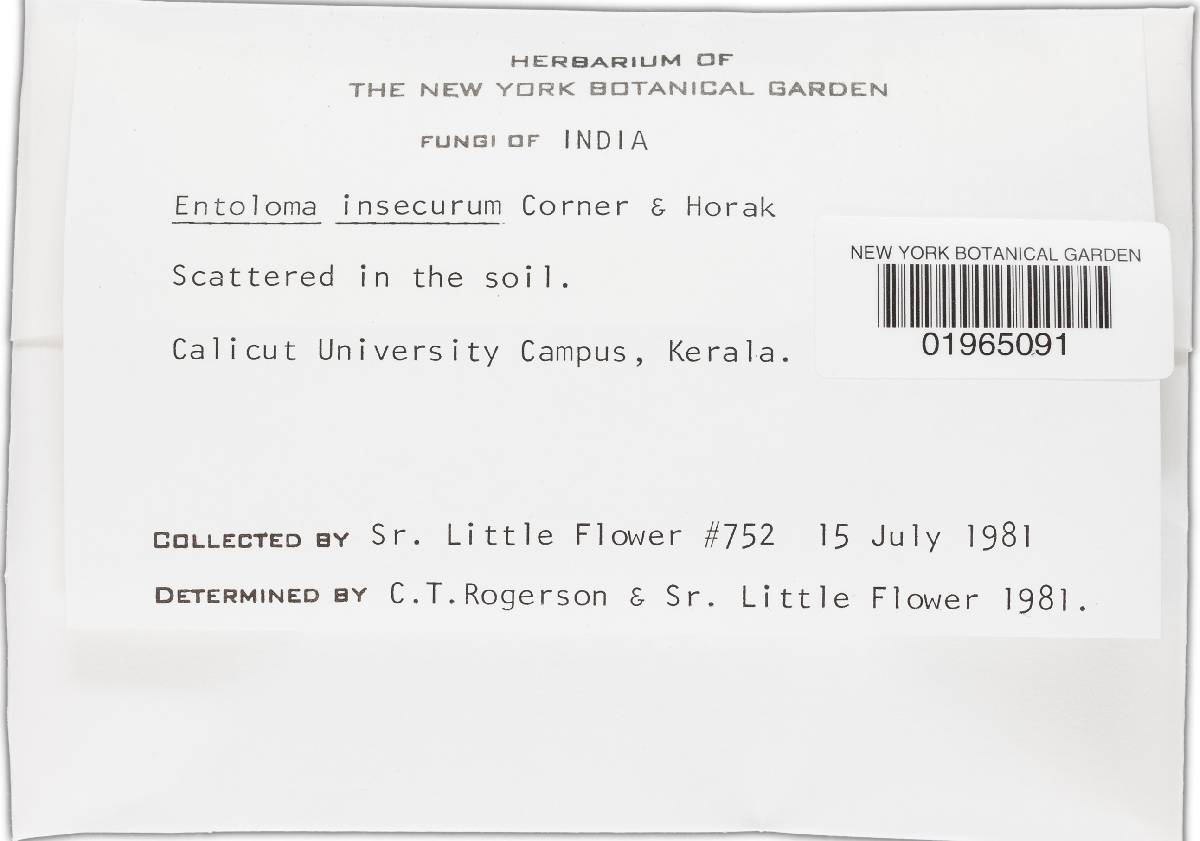 HERBARIUM OF
THE NEW YORK BOTANICAL GARDEN
FUNGI OF INDIA
Entoloma insecurum Corner & Horak
Scattered in the soil.
Calicut University Campus, Kerala.
NEW YORK BOTANICAL GARDEN
01965091
COLLECTED BY Sr. Little Flower #752 15 July 1981
DETERMINED BY C.T.Rogerson & Sr. Little Flower 1981.